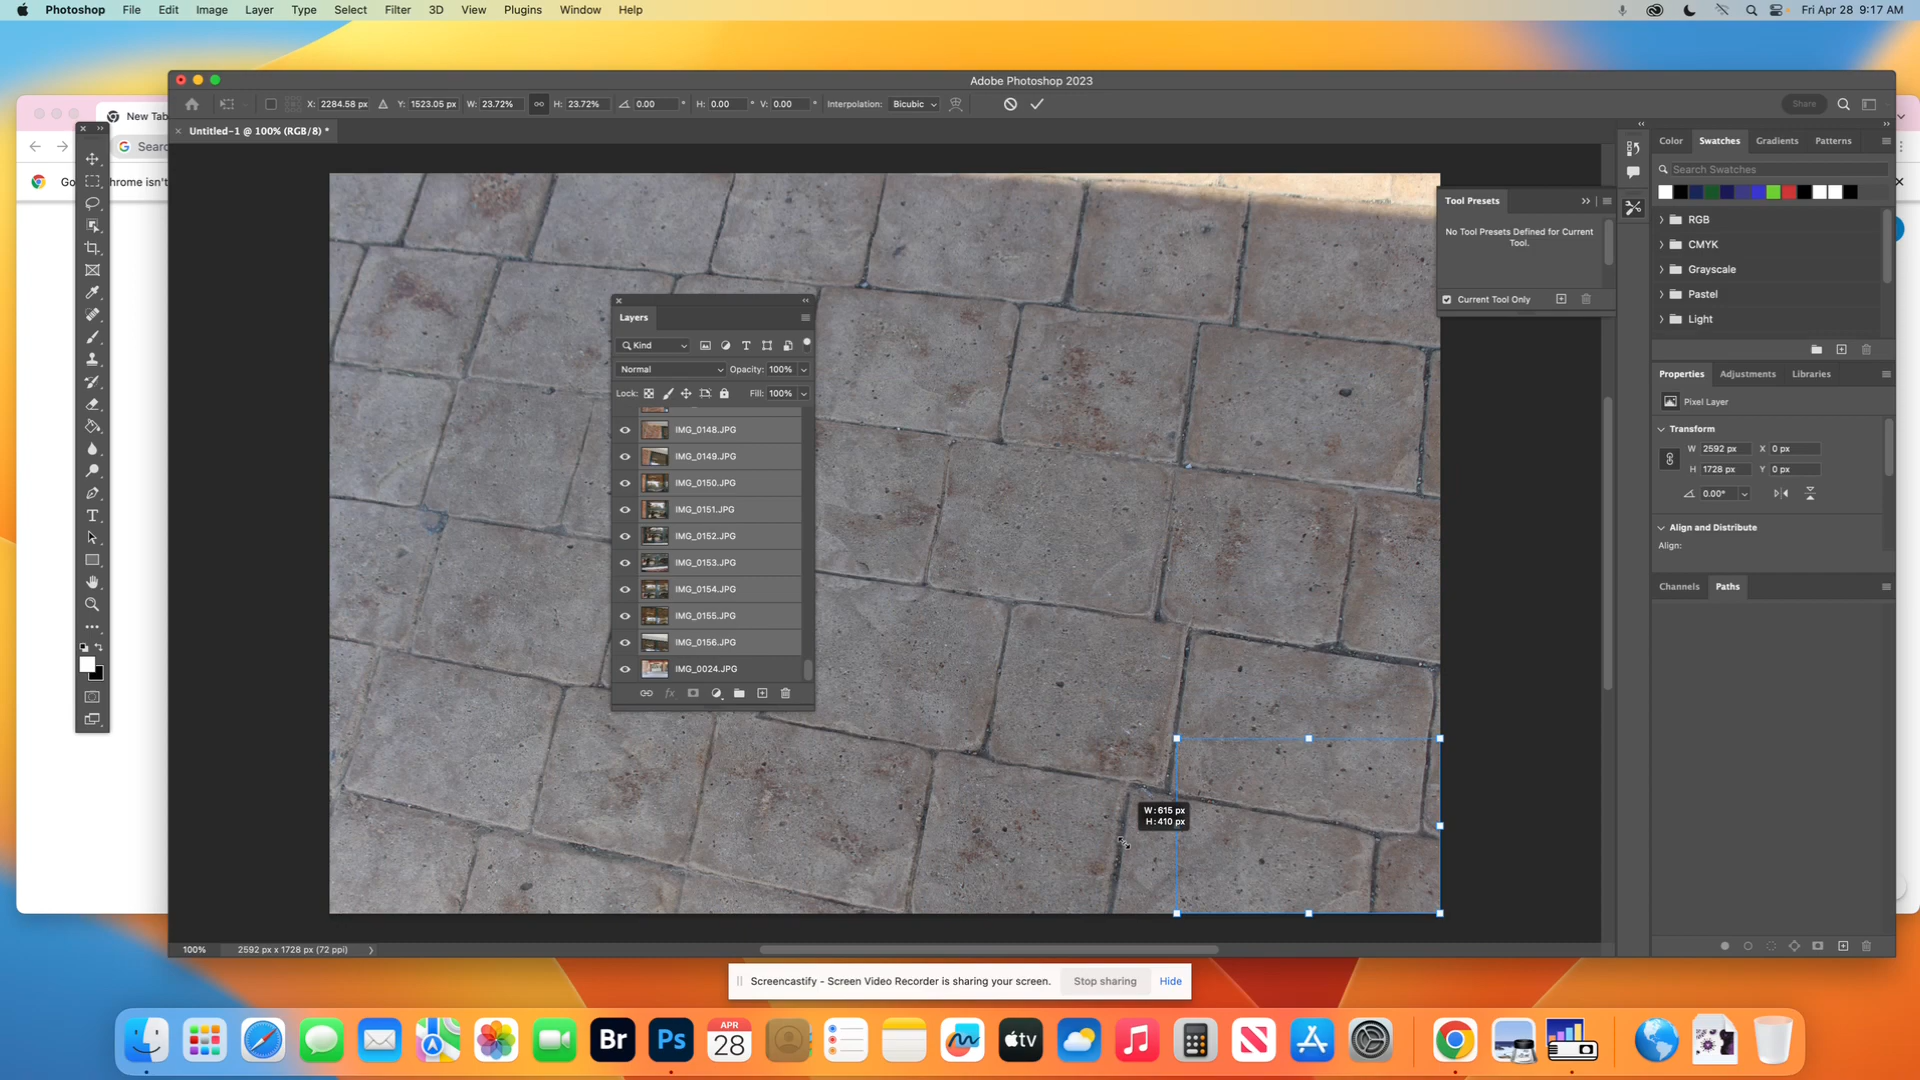 Photoshop File Edit Image Layer Type Select Filter 3D View Plugins Window Help Fri Apr 28 9:17 AM
Adobe Photoshop 2023
X: 2284.58 px Y: 1523.05 px W: 23.72% H: 23.72% 0.00 ° H: 0.00 ° V: 0.00 ° Interpolation: Bicubic Share
New Tab
Untitled-1 @ 100% (RGB/8) *
Color Swatches Gradients Patterns
Search Swatches
RGB
CMYK
Grayscale
Pastel
Light
Tool Presets
No Tool Presets Defined for Current
Tool.
Current Tool Only
Layers
Kind
Normal Opacity: 100%
Lock: Fill: 100%
IMG_0148.JPG
IMG_0149.JPG
IMG_0150.JPG
IMG_0151.JPG
IMG_0152.JPG
IMG_0153.JPG
IMG_0154.JPG
IMG_0155.JPG
IMG_0156.JPG
IMG_0024.JPG
fx
Properties Adjustments Libraries
Pixel Layer
Transform
W 2592 px X 0 px
H 1728 px Y 0 px
0.00°
Align and Distribute
Align:
Channels Paths
W: 615 px
H: 410 px
100% 2592 px x 1728 px (72 ppi)
Screencastify - Screen Video Recorder is sharing your screen. Stop sharing Hide
Br Ps APR 28 tv